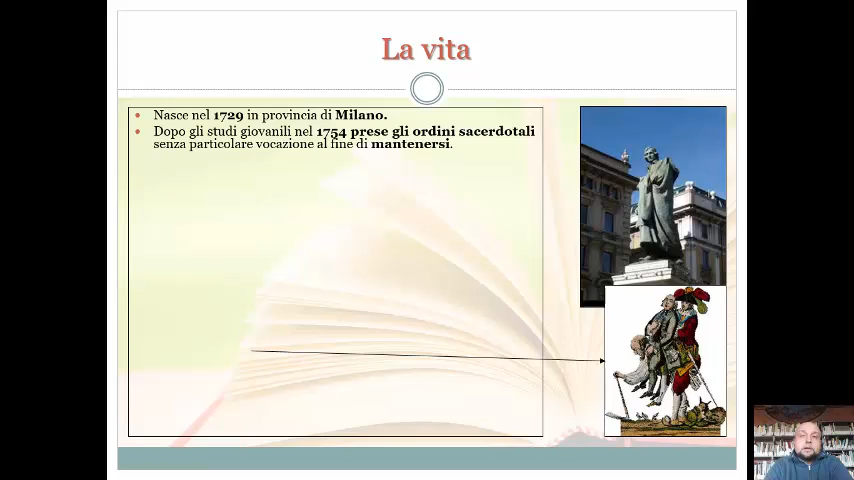 La vita
Nasce nel 1729 in provincia di Milano.
Dopo gli studi giovanili nel 1754 prese gli ordini sacerdotali
senza particolare vocazione al fine di mantenersi.